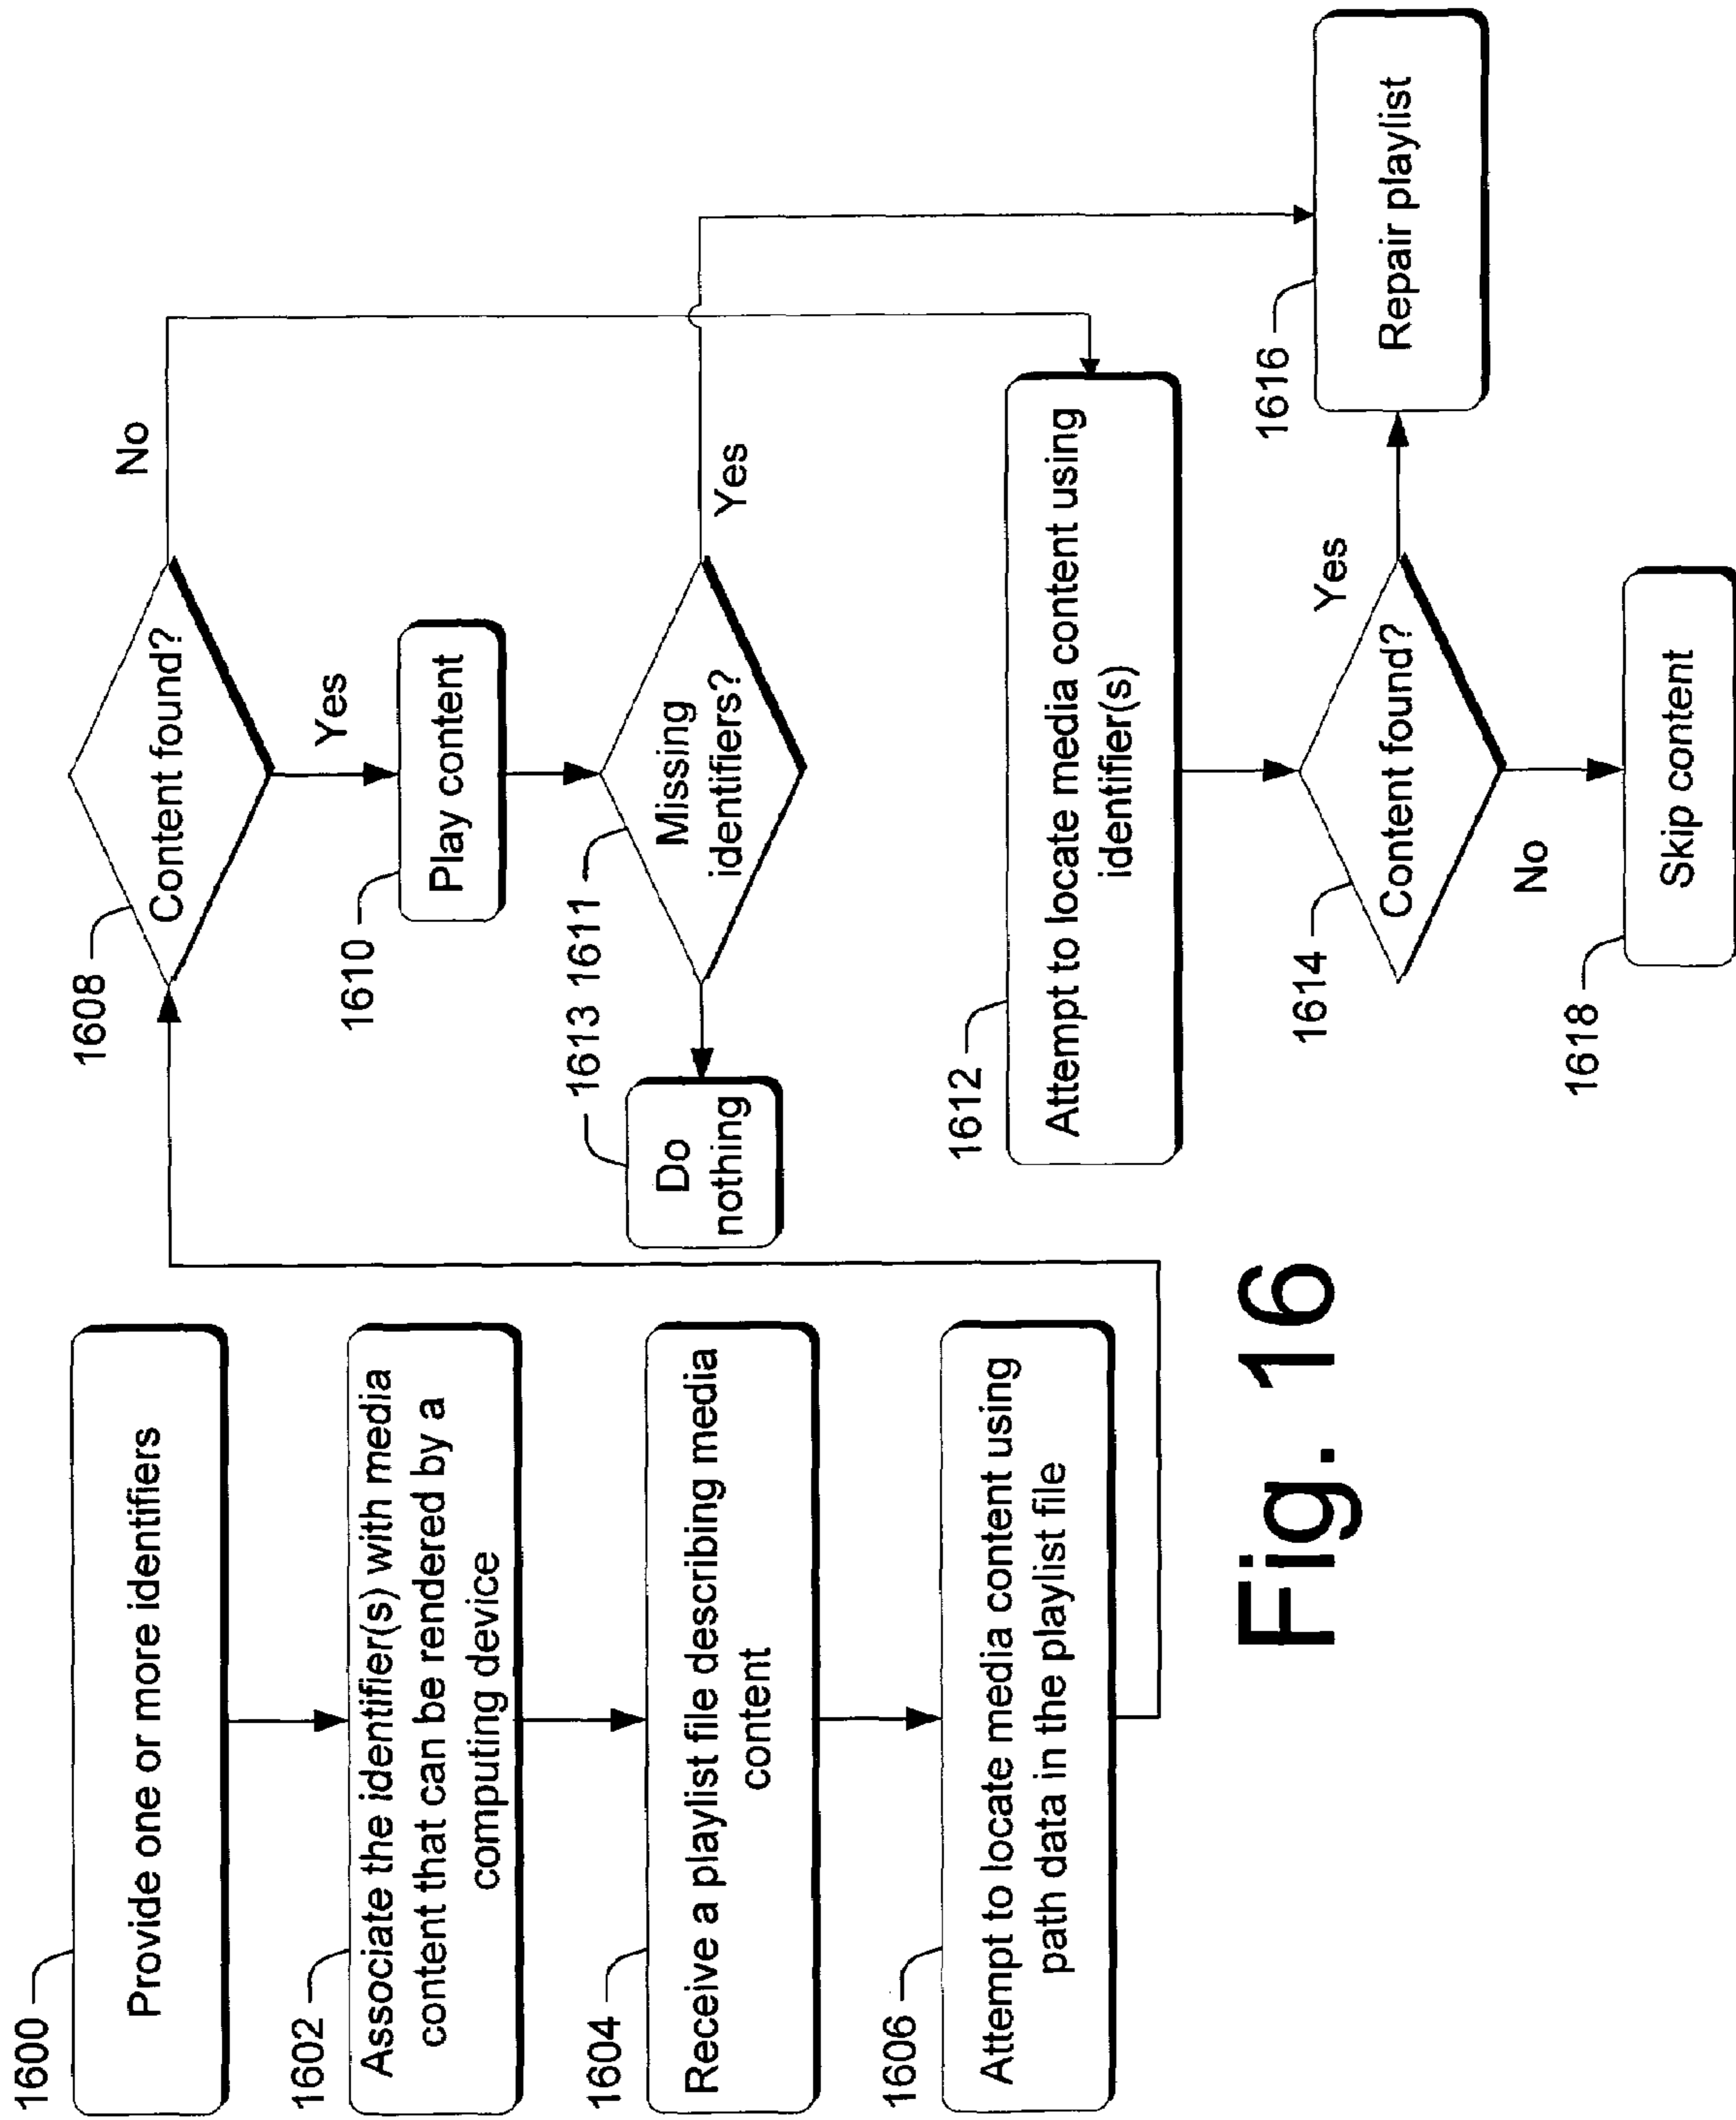 1600
Provide one or more identifiers
1602
Associate the identifier(s) with media
content that can be rendered by a
computing device
1604
Receive a playlist file describing media
content
1606
Attempt to locate media content using
path data in the playlist file
1608
Content found?
No
Yes
1610
Play content
1613
1611
Missing
identifiers?
Yes
Do
nothing
1612
Attempt to locate media content using
identifier(s)
1614
Content found?
Yes
1616
Repair playlist
No
1618
Skip content
Fig. 16